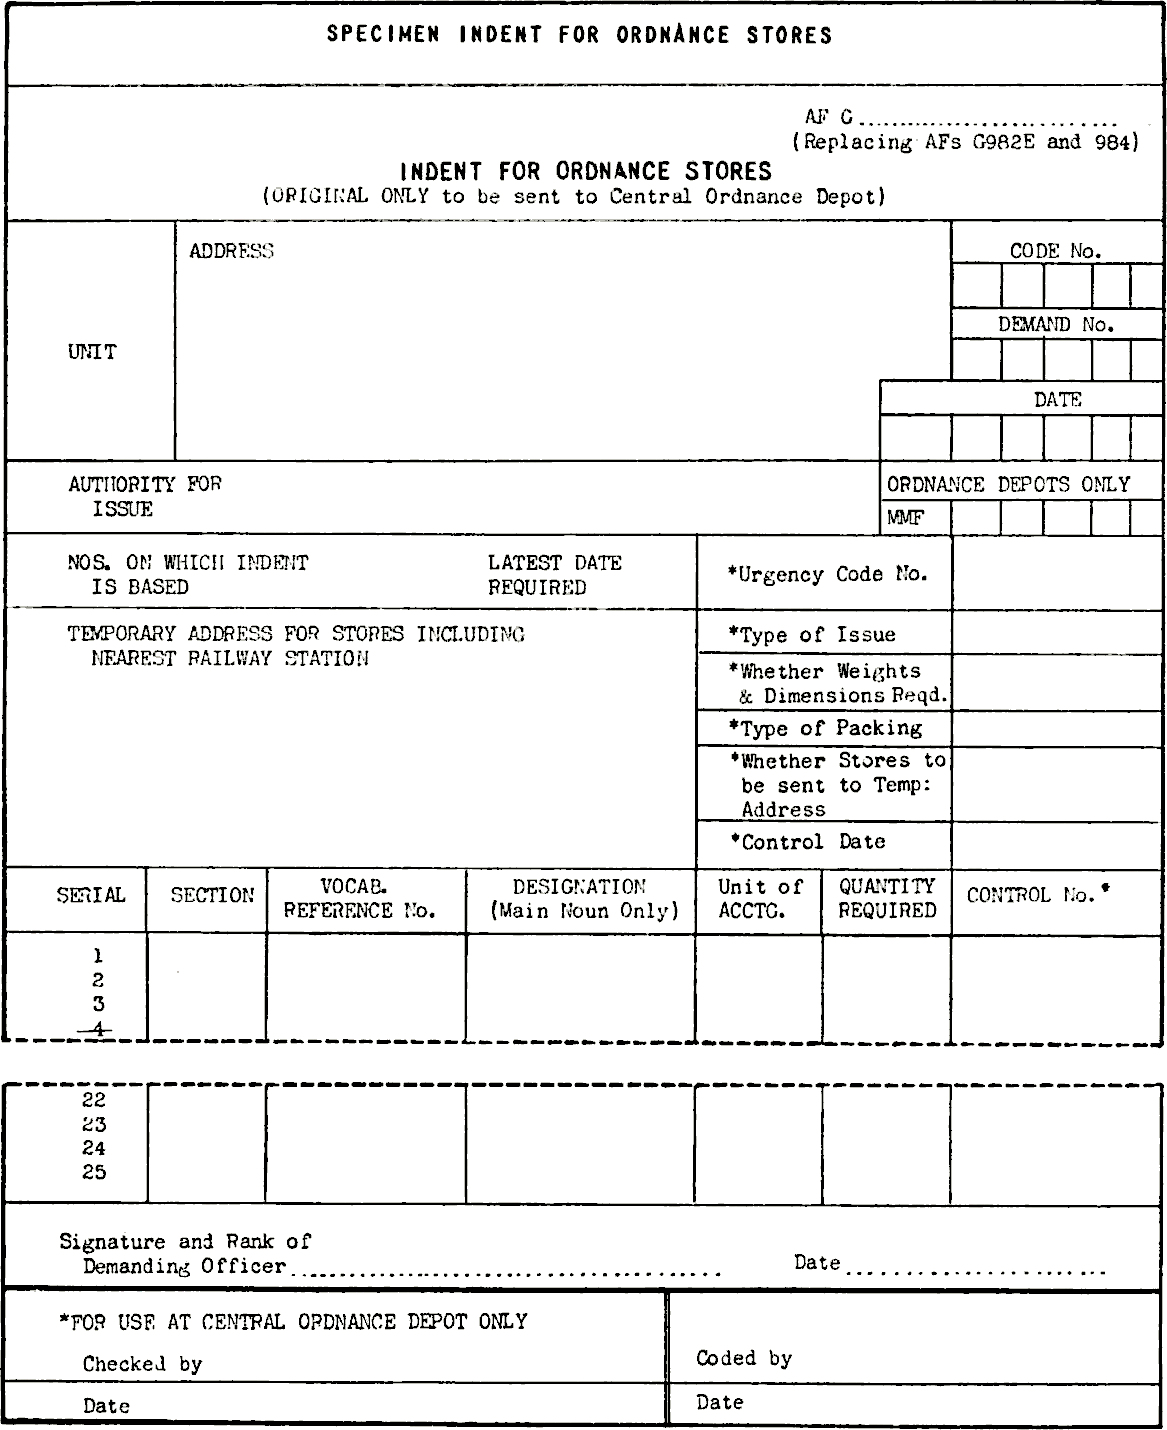 SPECIMEN INDENT FOR ORDNANCE STORES
AF G..............................
(Replacing AFs G982E and 984)
INDENT FOR ORDNANCE STORES
(ORIGINAL ONLY to be sent to Central Ordnance Depot)
UNIT
ADDRESS
CODE No.
DEMAND No.
DATE
AUTHORITY FOR
ISSUE
ORDNANCE DEPOTS ONLY
MMF
NOS. ON WHICH INDENT
IS BASED
LATEST DATE
REQUIRED
*Urgency Code No.
TEMPORARY ADDRESS FOR STORES INCLUDING
NEAREST RAILWAY STATION
*Type of Issue
*Whether Weights
& Dimensions Reqd.
*Type of Packing
*Whether Stores to
be sent to Temp:
Address
*Control Date
SERIAL
SECTION
VOCAB.
REFERENCE No.
DESIGNATION
(Main Noun Only)
Unit of
ACCTG.
QUANTITY
REQUIRED
CONTROL No.*
1
2
3
4
22
23
24
25
Signature and Rank of
Demanding Officer........................................ Date........................
*FOR USE AT CENTRAL ORDNANCE DEPOT ONLY
Checked by
Coded by
Date
Date